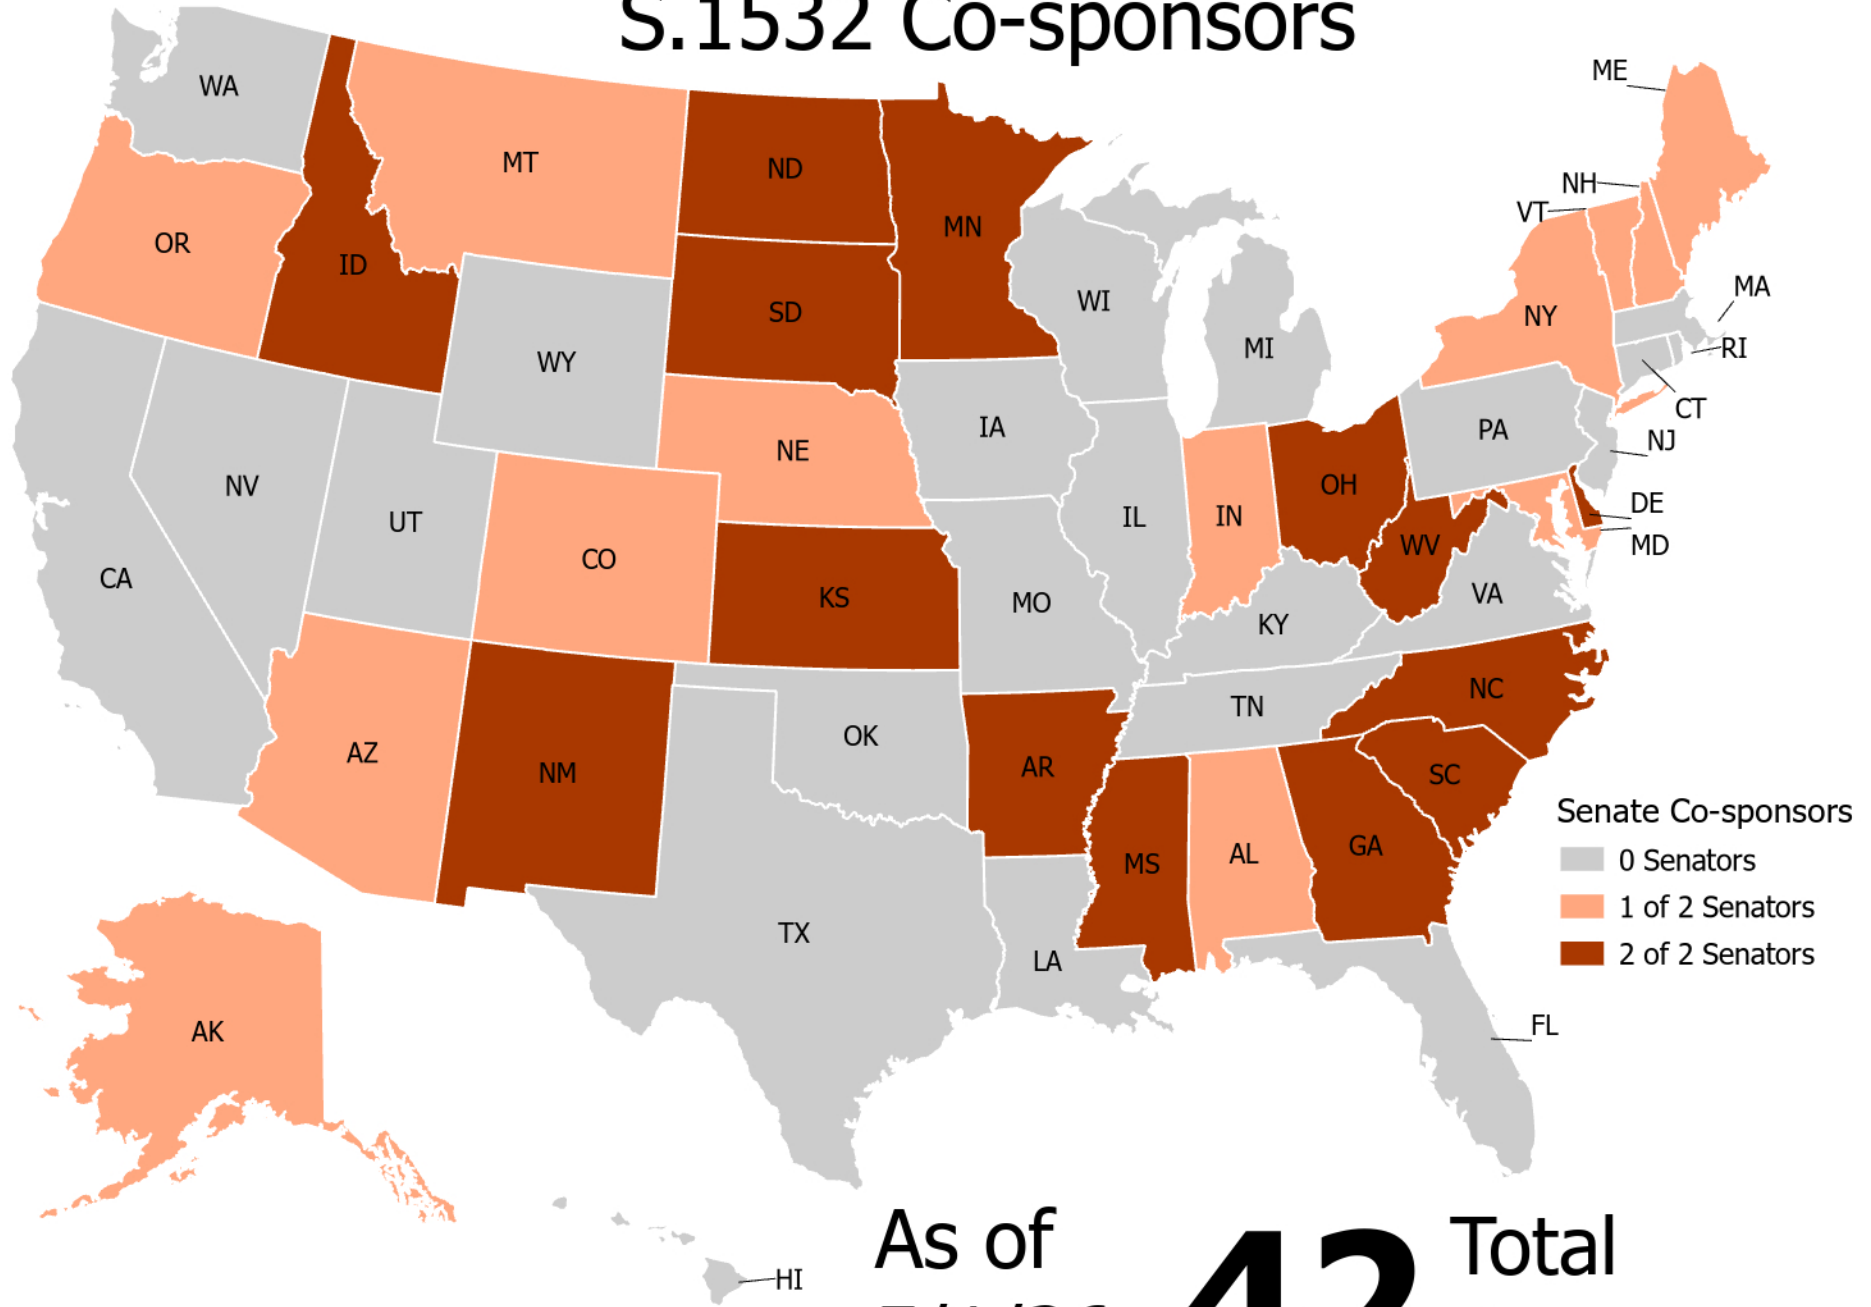 S.1532 Co-sponsors
WA
ME
MT
ND
NH
VT
MN
OR
ID
MA
WI
SD
NY
MI
RI
WY
CT
IA
NE
PA
NJ
NV
OH
DE
UT
IL
IN
WV
MD
CO
CA
KS
MO
VA
KY
NC
TN
OK
AZ
NM
AR
SC
Senate Co-sponsors
0 Senators
1 of 2 Senators
2 of 2 Senators
MS
AL
GA
TX
LA
FL
AK
As of
42
Total
HI